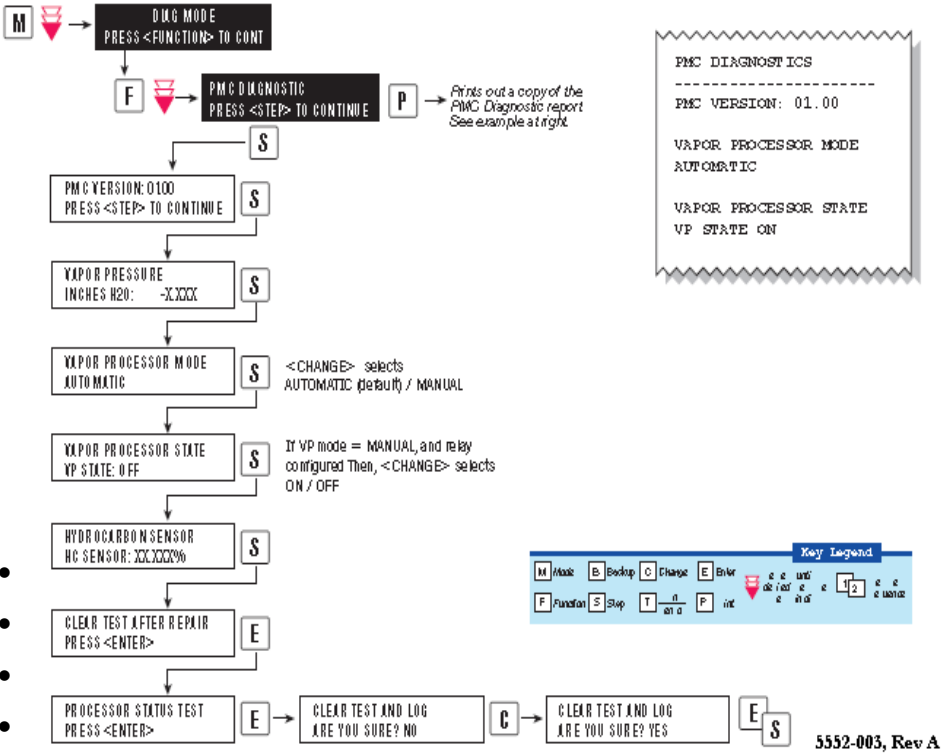 M
DIAG MODE
PRESS <FUNCTION> TO CONT
F
PMC DIAGNOSTIC
PRESS <STEP> TO CONTINUE
P
Prints out a copy of the
PMC Diagnostic report
See example at right.
S
PMC VERSION: 0100
PRESS <STEP> TO CONTINUE
S
VAPOR PRESSURE
INCHES H20: -X.XXX
S
VAPOR PROCESSOR MODE
AUTOMATIC
S
<CHANGE> selects
AUTOMATIC (default) / MANUAL
VAPOR PROCESSOR STATE
VP STATE: OFF
S
If VP mode = MANUAL, and relay
configured Then, <CHANGE> selects
ON / OFF
HYDROCARBON SENSOR
HC SENSOR: XX.XXX%
S
CLEAR TEST AFTER REPAIR
PRESS <ENTER>
E
PROCESSOR STATUS TEST
PRESS <ENTER>
E
CLEAR TEST AND LOG
ARE YOU SURE? NO
C
CLEAR TEST AND LOG
ARE YOU SURE? YES
E
S
PMC DIAGNOSTICS
- - - - - - - - - - - - - - - - - - - - - - -
PMC VERSION: 01.00
VAPOR PROCESSOR MODE
AUTOMATIC
VAPOR PROCESSOR STATE
VP STATE ON
Key Legend
M Mode B Backup C Change E Enter
F Function S Step T P
1 2
5552-003, Rev A